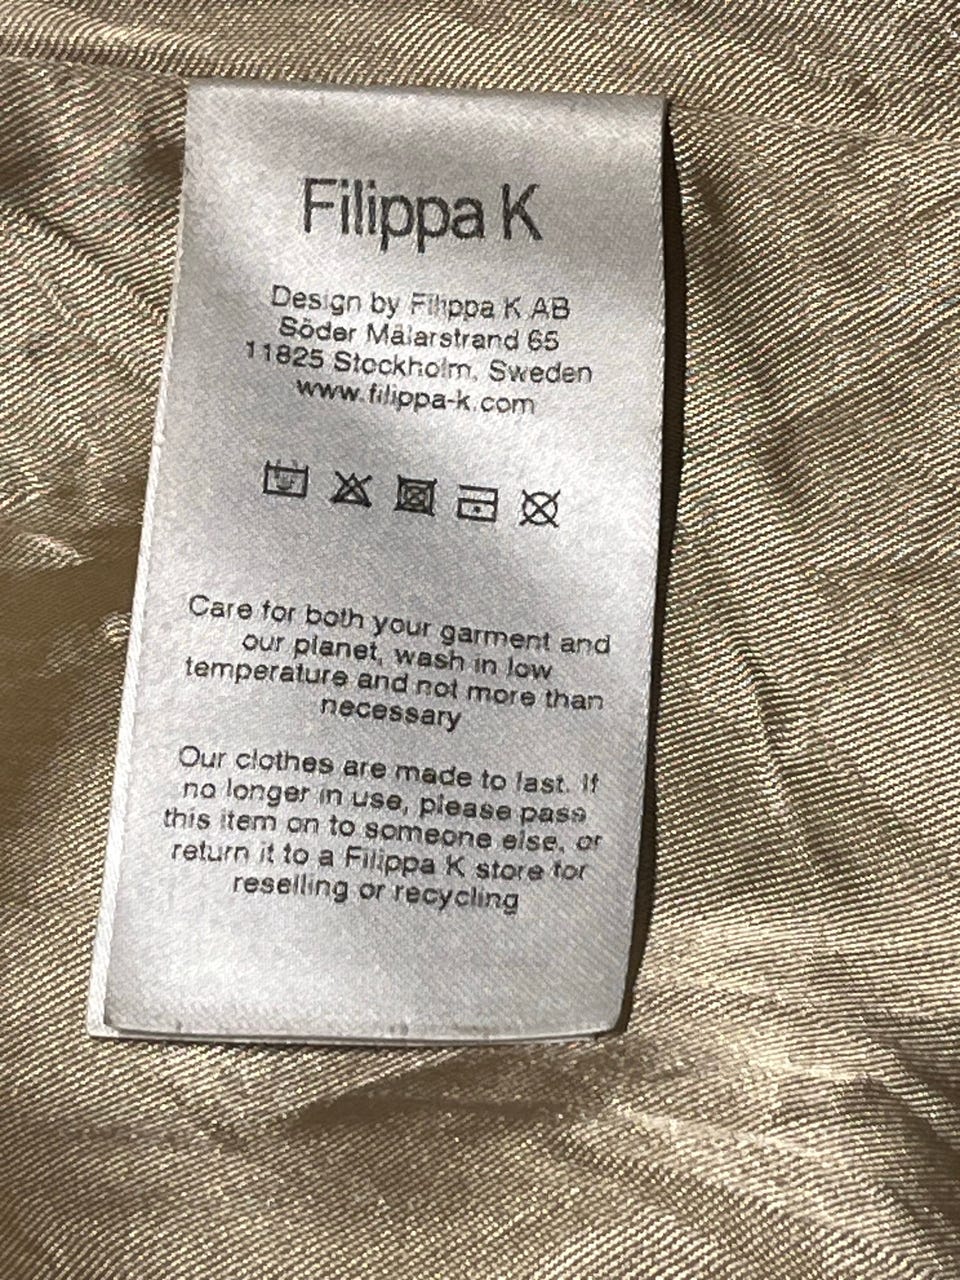 Filippa K
Design by Filippa K AB
Söder Mälarstrand 65
11825 Stockholm, Sweden
www.filippa-k.com
Care for both your garment and
our planet, wash in low
temperature and not more than
necessary
Our clothes are made to last. If
no longer in use, please pass
this item on to someone else, or
return it to a Filippa K store for
reselling or recycling